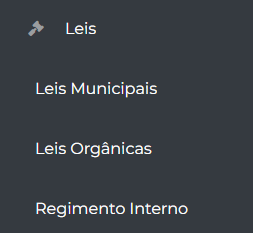 Leis
Leis Municipais
Leis Orgânicas
Regimento Interno